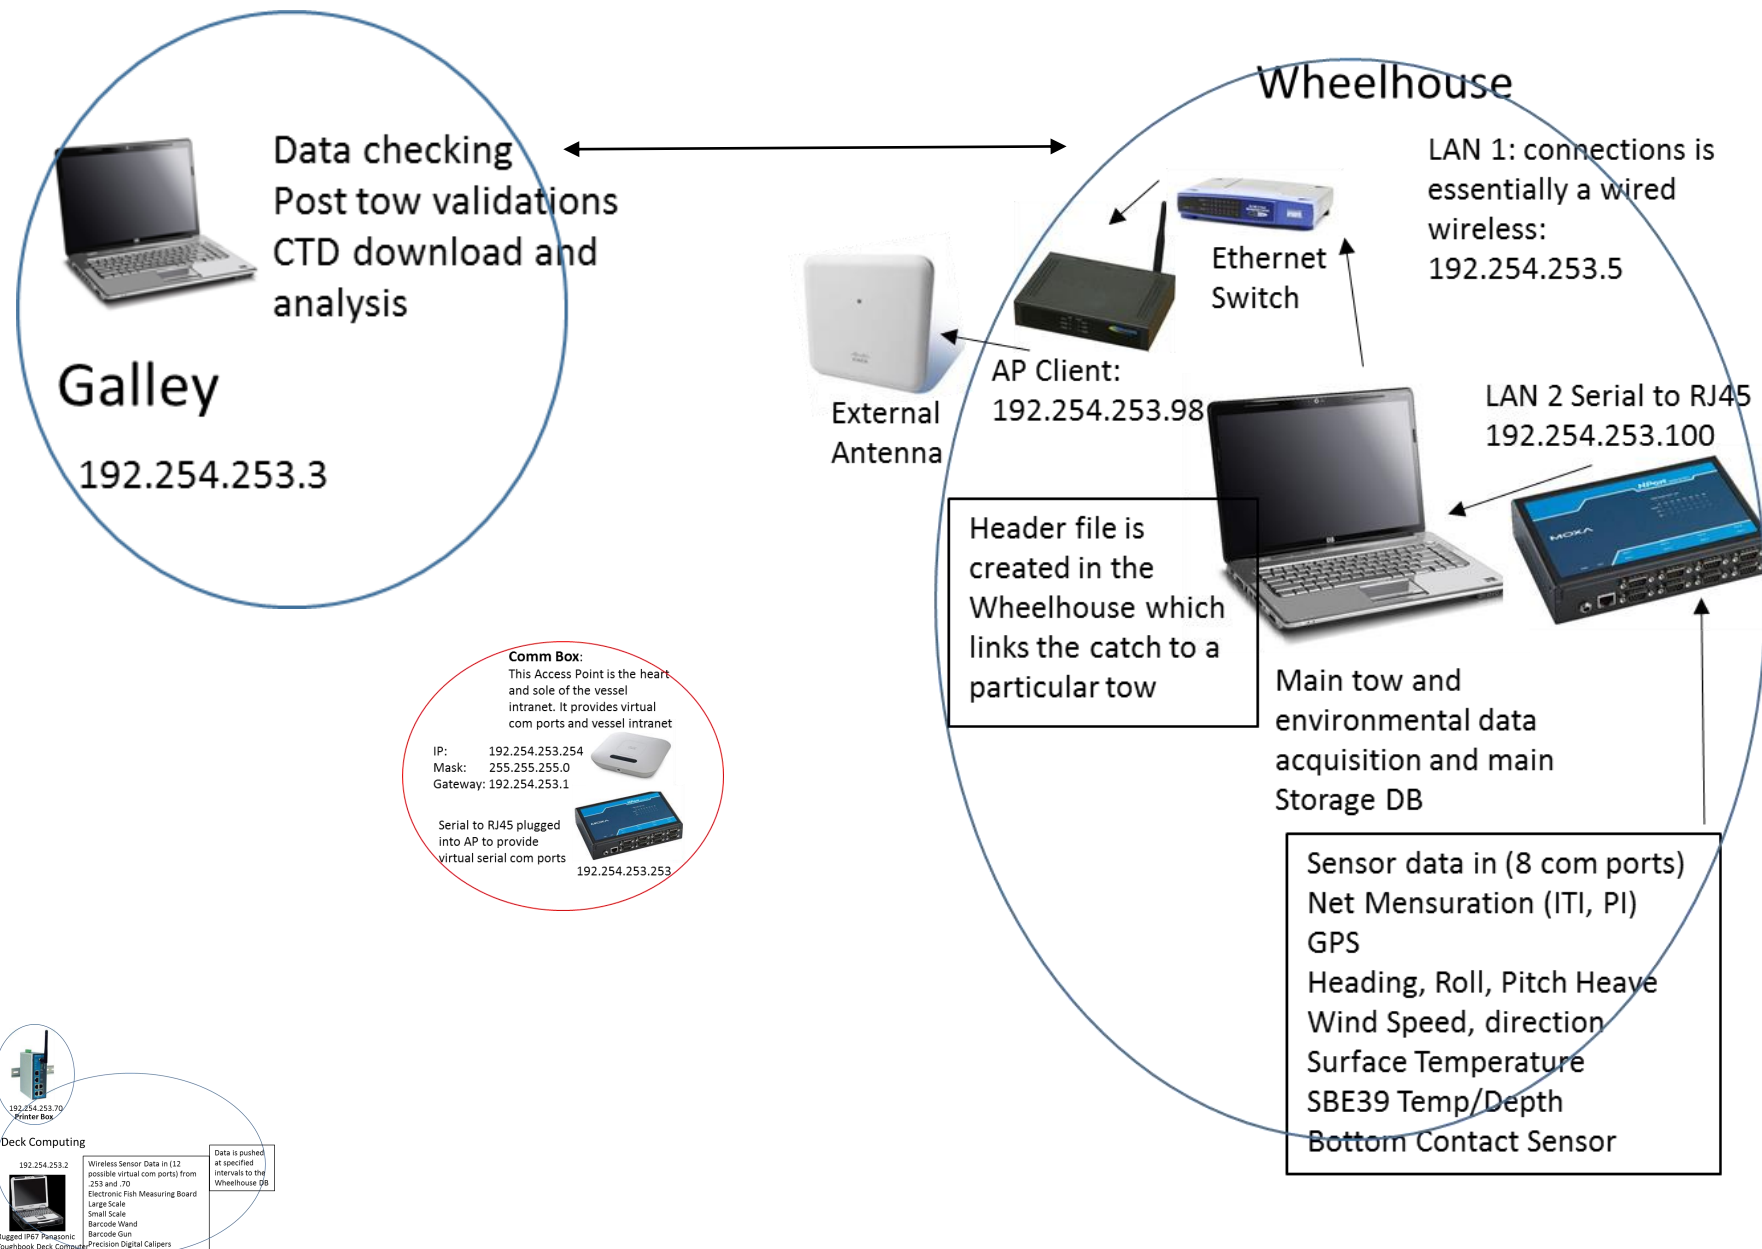 Wheelhouse
Data checking
Post tow validations
CTD download and
analysis
Galley
192.254.253.3
LAN 1: connections is
essentially a wired
wireless:
192.254.253.5
Ethernet
Switch
AP Client:
192.254.253.98
External
Antenna
LAN 2 Serial to RJ45
192.254.253.100
NPort
MOXA
Header file is
created in the
Wheelhouse which
links the catch to a
particular tow
Main tow and
environmental data
acquisition and main
Storage DB
Sensor data in (8 com ports)
Net Mensuration (ITI, PI)
GPS
Heading, Roll, Pitch Heave
Wind Speed, direction
Surface Temperature
SBE39 Temp/Depth
Bottom Contact Sensor
Comm Box:
This Access Point is the heart
and sole of the vessel
intranet. It provides virtual
com ports and vessel intranet
IP: 192.254.253.254
Mask: 255.255.255.0
Gateway: 192.254.253.1
Serial to RJ45 plugged
into AP to provide
virtual serial com ports
MOXA
192.254.253.253
192.254.253.70
Printer Box
Deck Computing
192.254.253.2
Wireless Sensor Data in (12
possible virtual com ports) from
.253 and .70
Electronic Fish Measuring Board
Large Scale
Small Scale
Barcode Wand
Barcode Gun
Precision Digital Calipers
Data is pushed
at specified
intervals to the
Wheelhouse DB
Rugged IP67 Panasonic
Toughbook Deck Computer